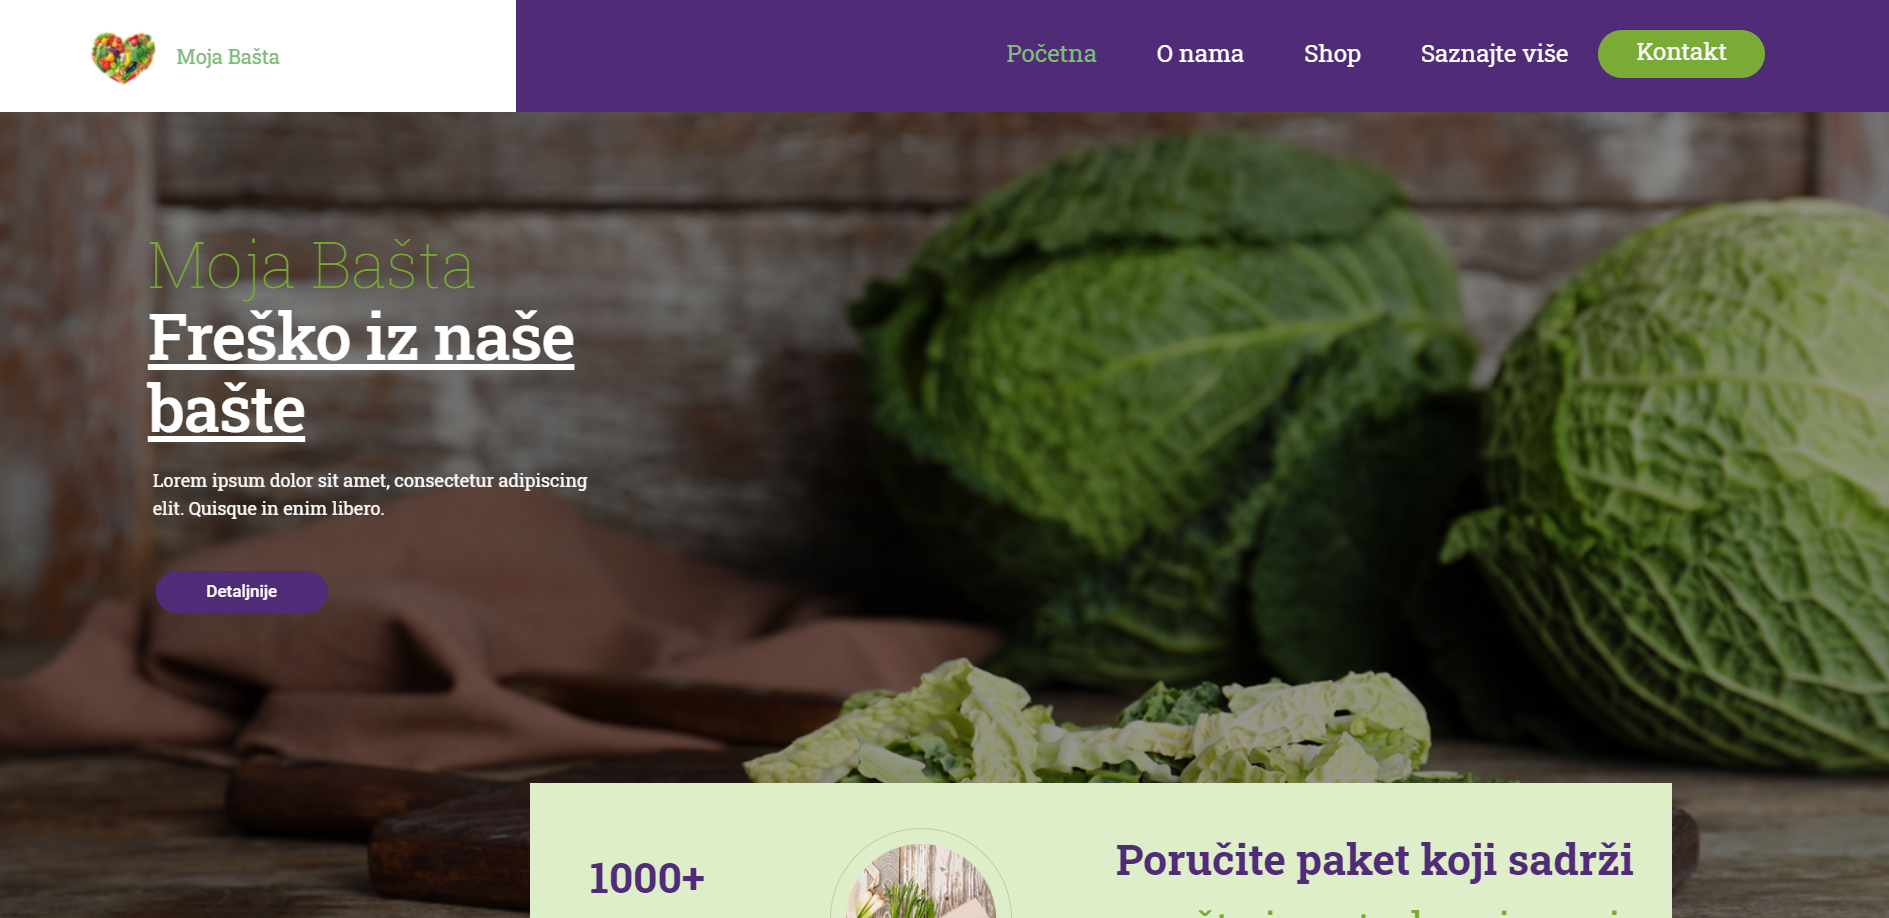 Moja Bašta
Početna
O nama
Shop
Saznajte više
Kontakt
Moja Bašta
Freško iz naše
bašte
Lorem ipsum dolor sit amet, consectetur adipiscing
elit. Quisque in enim libero.
Detaljnije
1000+
Poručite paket koji sadrži